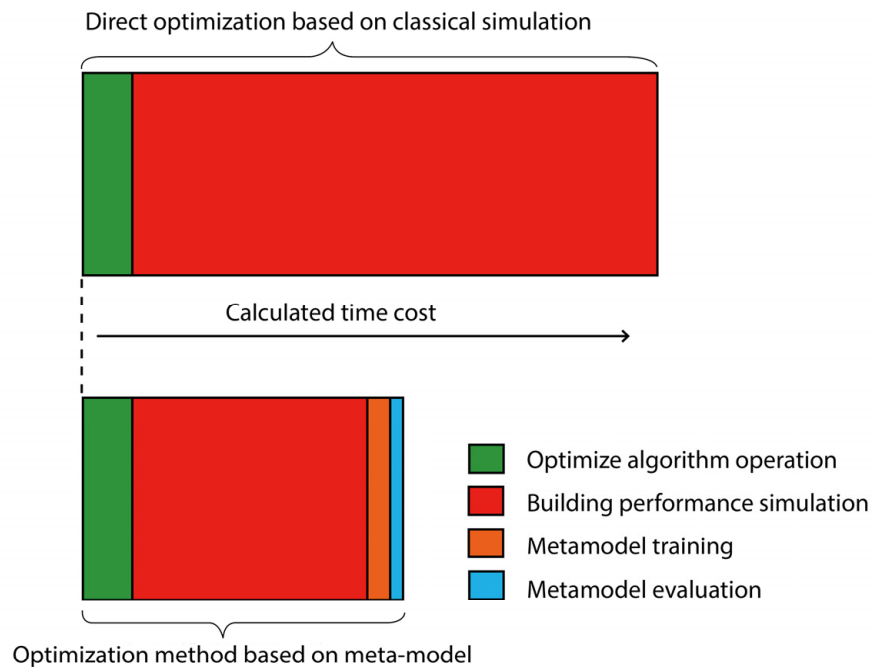 Direct optimization based on classical simulation
Calculated time cost
Optimize algorithm operation
Building performance simulation
Metamodel training
Metamodel evaluation
Optimization method based on meta-model